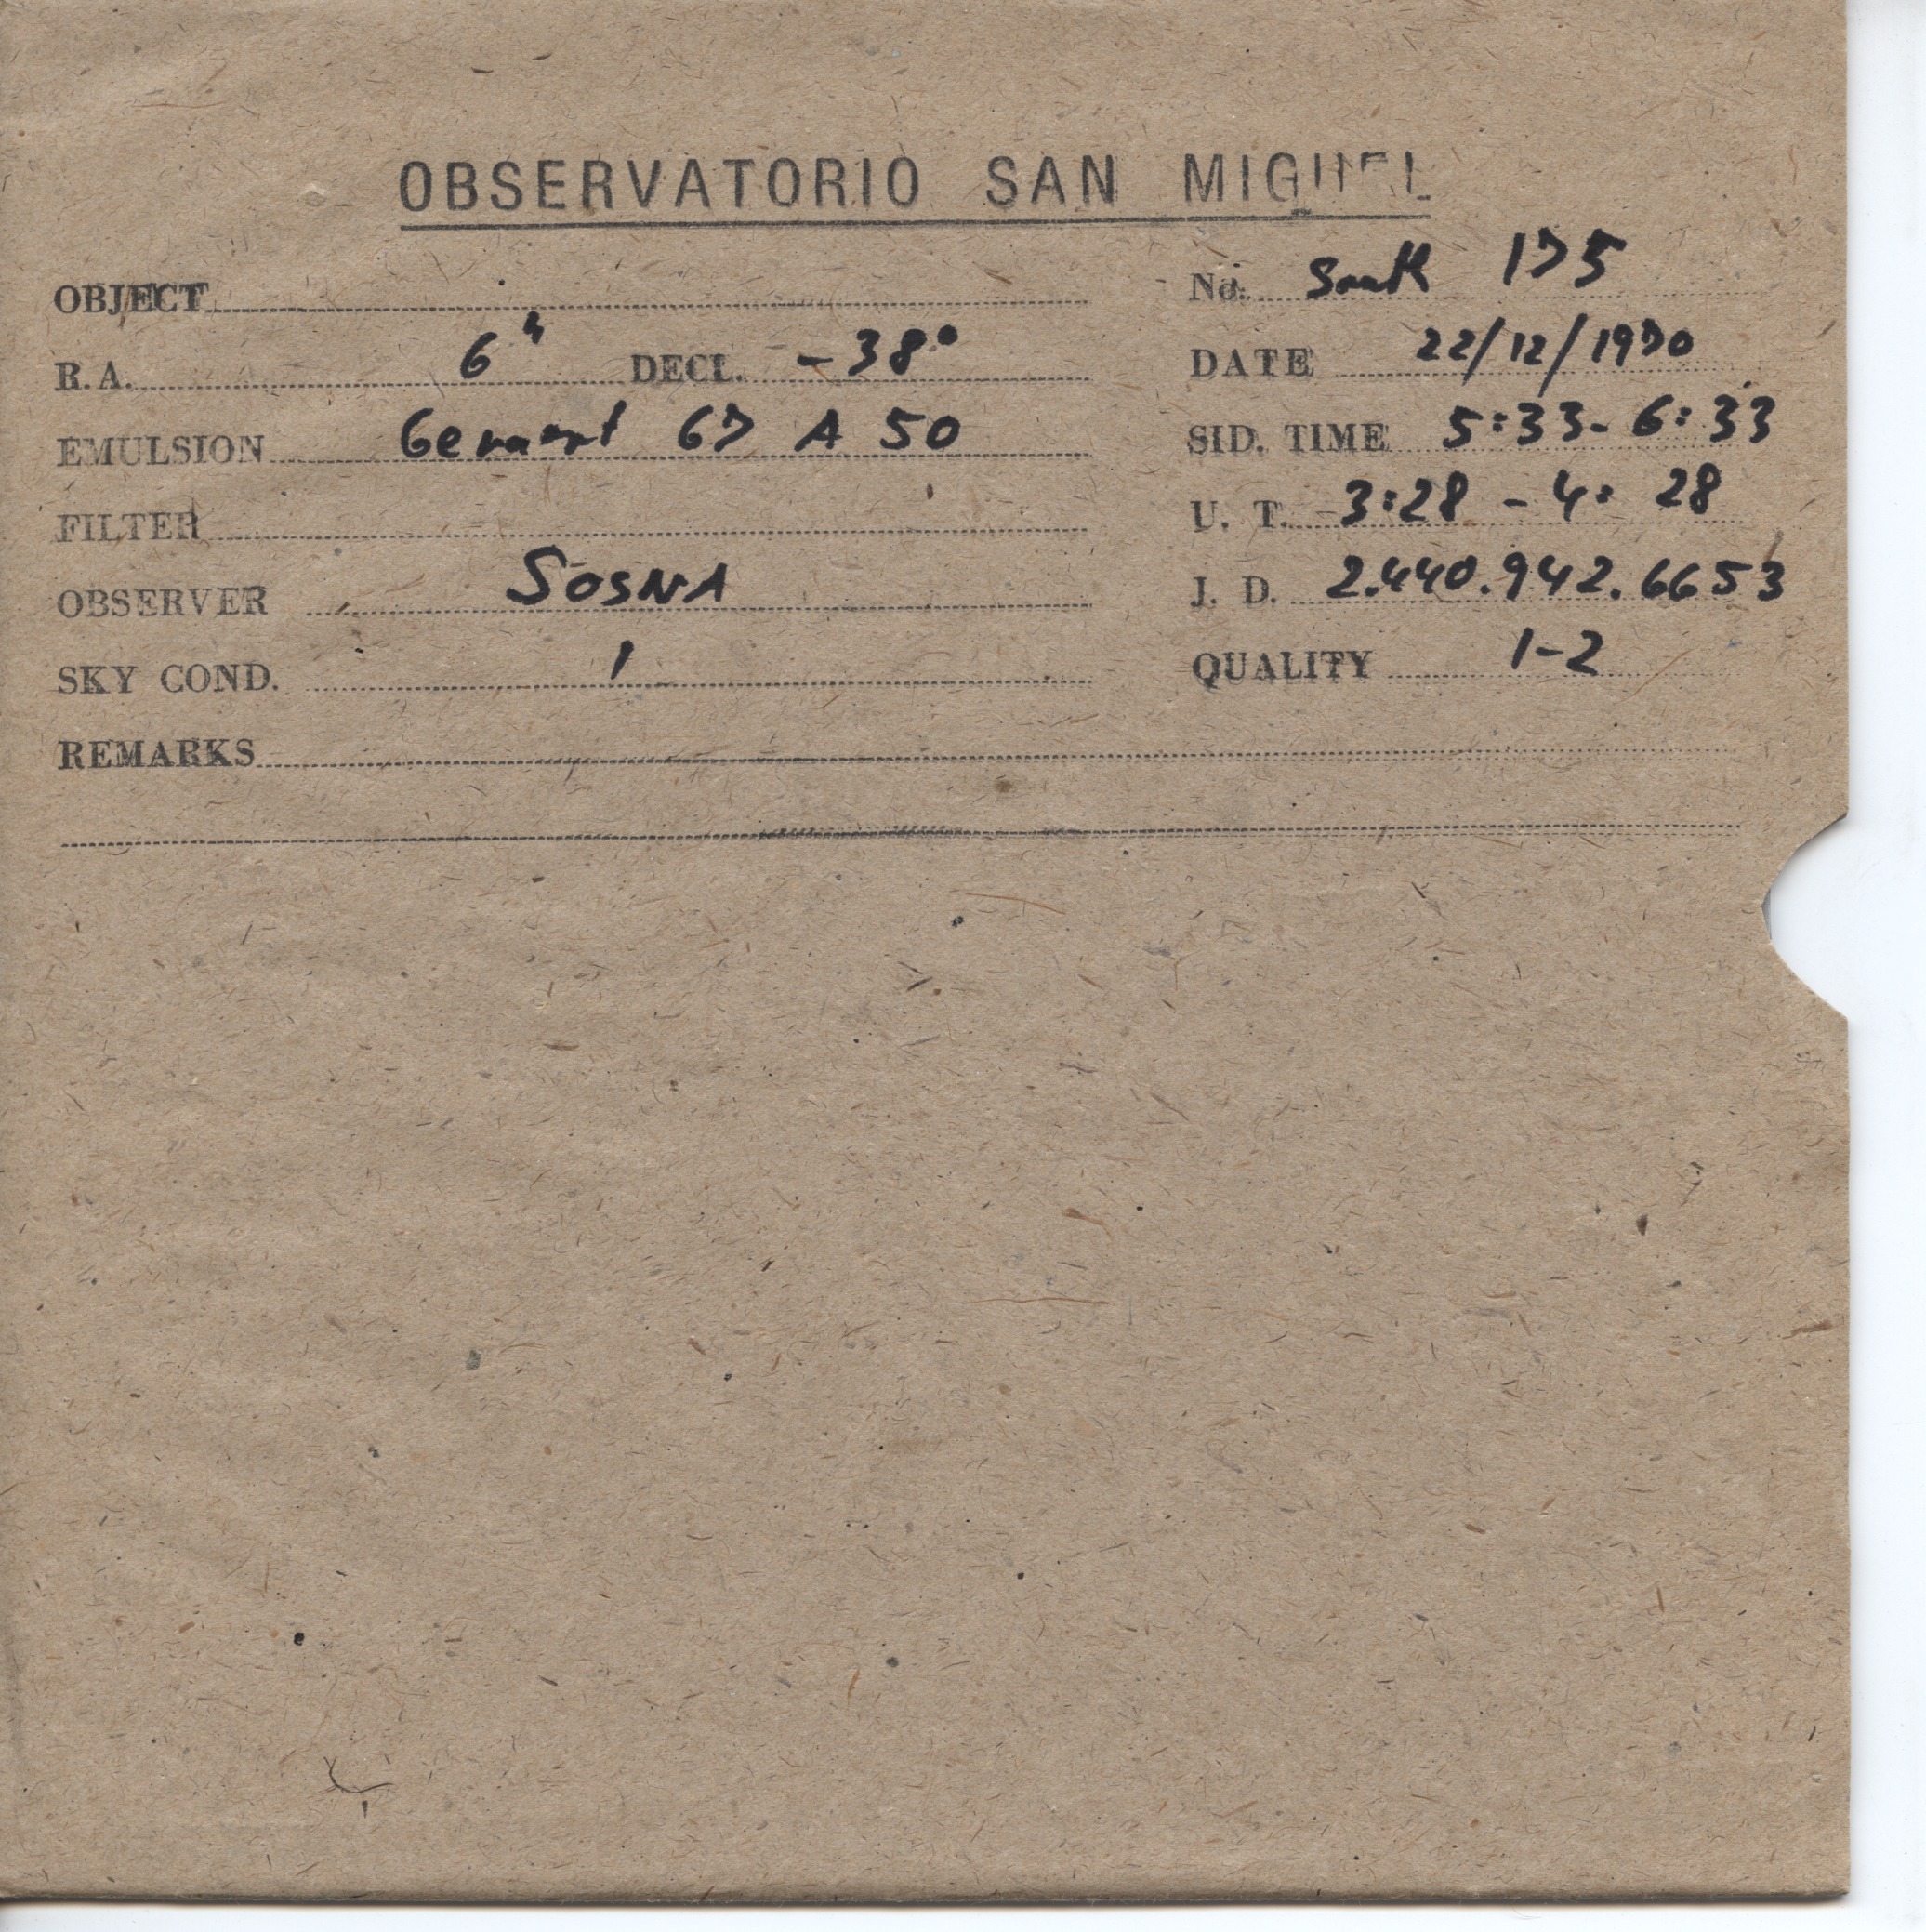 OBSERVATORIO SAN MIGUEL
OBJECT
No. South 175
R.A. 6h DECL. -38°
DATE 22/12/1970
EMULSION Gevaert 67 A 50
SID. TIME 5:33-6:33
FILTER
U. T. 3:28 - 4:28
OBSERVER SOSNA
J. D. 2.440.942.6653
SKY COND. 1
QUALITY 1-2
REMARKS